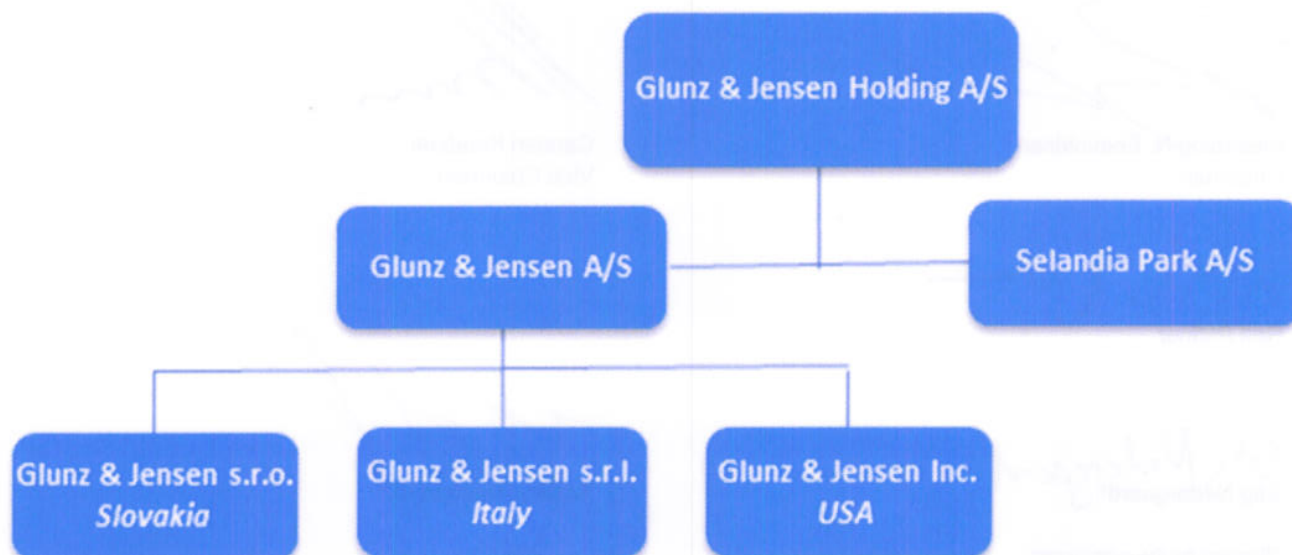 Glunz & Jensen Holding A/S
Glunz & Jensen A/S
Selandia Park A/S
Glunz & Jensen s.r.o.
Slovakia
Glunz & Jensen s.r.l.
Italy
Glunz & Jensen Inc.
USA